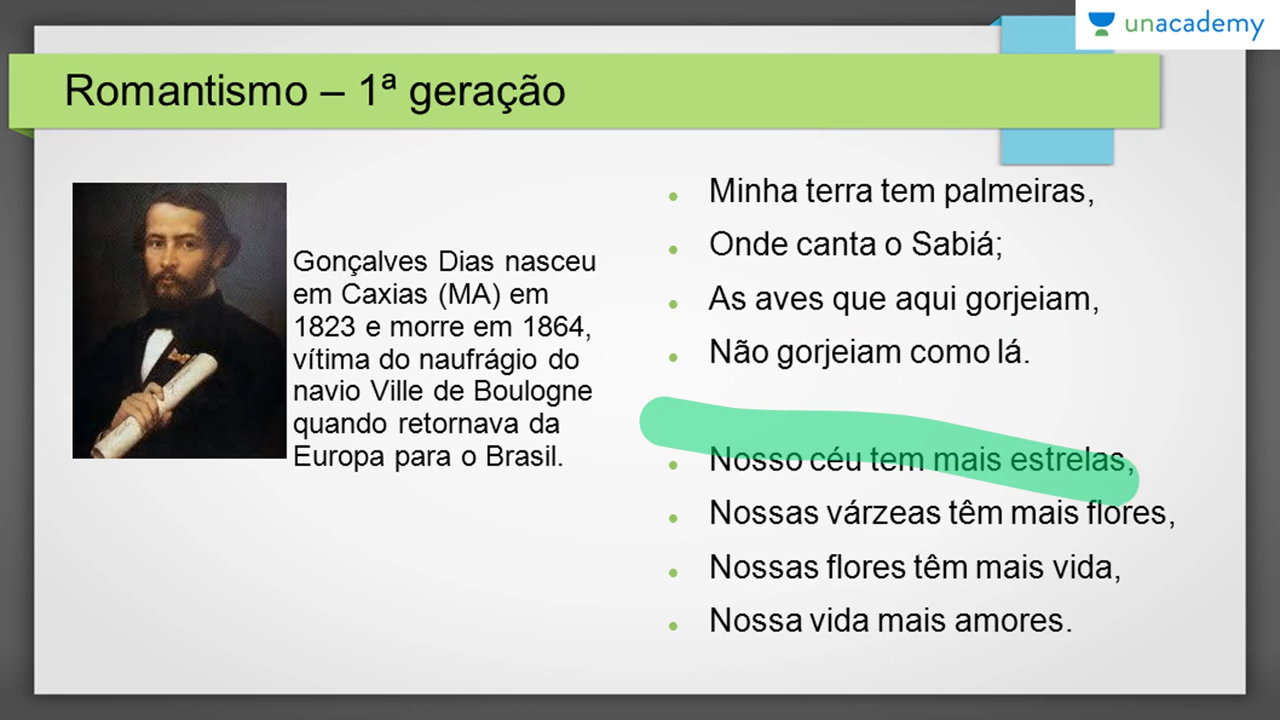 unacademy
Romantismo – 1ª geração
Gonçalves Dias nasceu
em Caxias (MA) em
1823 e morre em 1864,
vítima do naufrágio do
navio Ville de Boulogne
quando retornava da
Europa para o Brasil.
Minha terra tem palmeiras,
Onde canta o Sabiá;
As aves que aqui gorjeiam,
Não gorjeiam como lá.
Nosso céu tem mais estrelas,
Nossas várzeas têm mais flores,
Nossas flores têm mais vida,
Nossa vida mais amores.